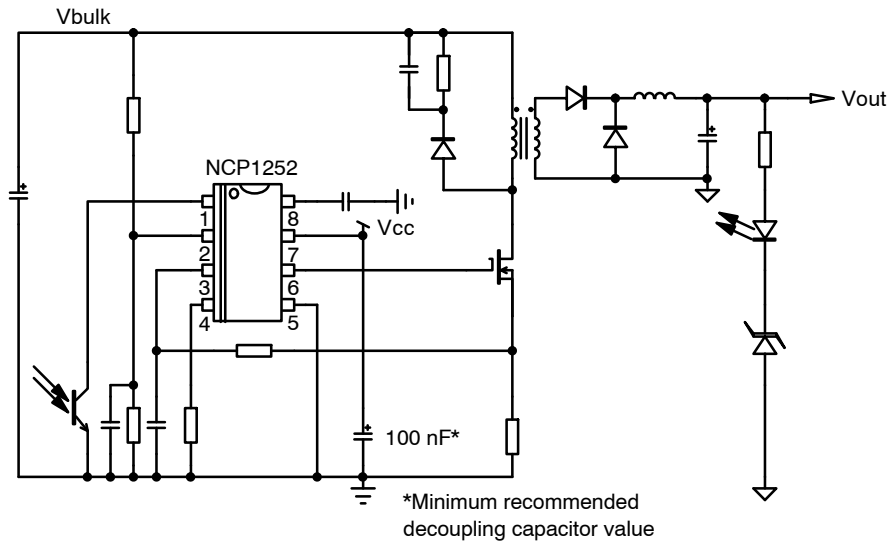 Vbulk
Vout
NCP1252
1
8
Vcc
2
7
3
6
4
5
100 nF*
*Minimum recommended
decoupling capacitor value